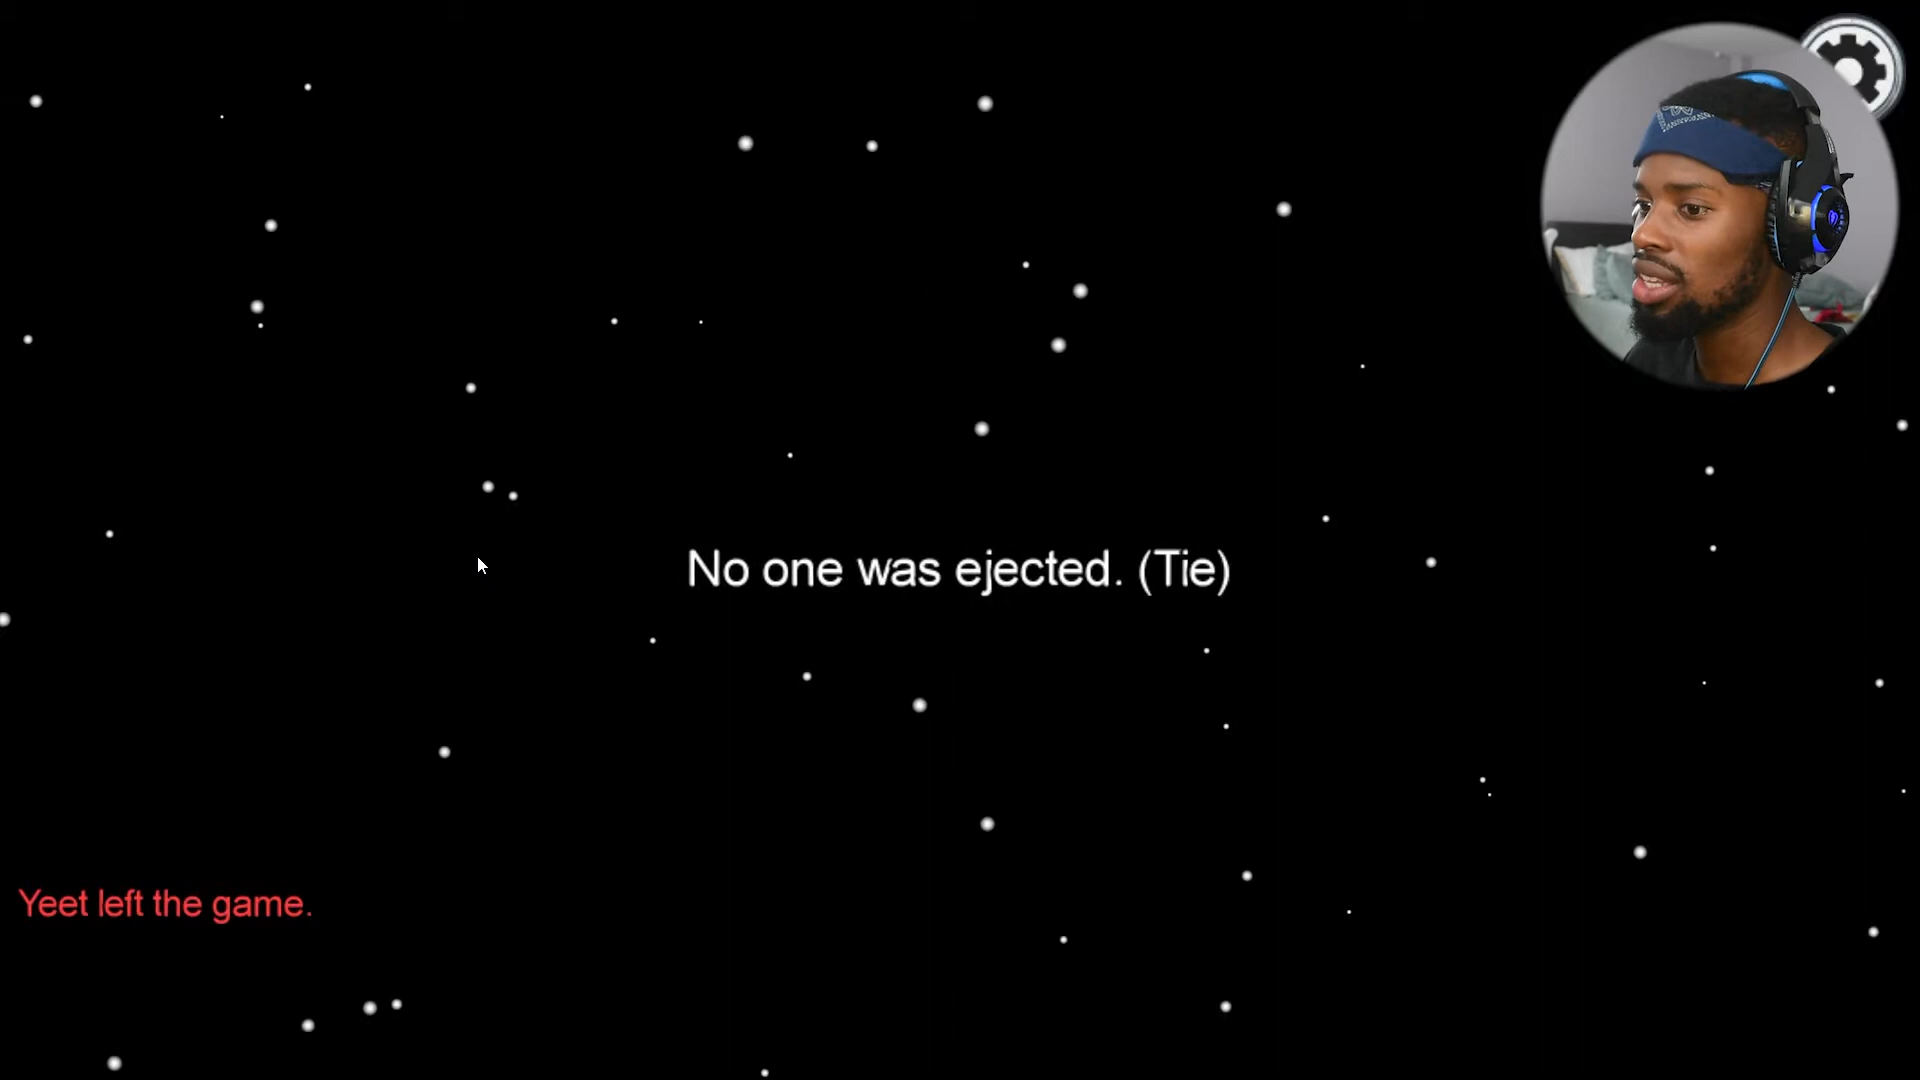 No one was ejected. (Tie)
Yeet left the game.